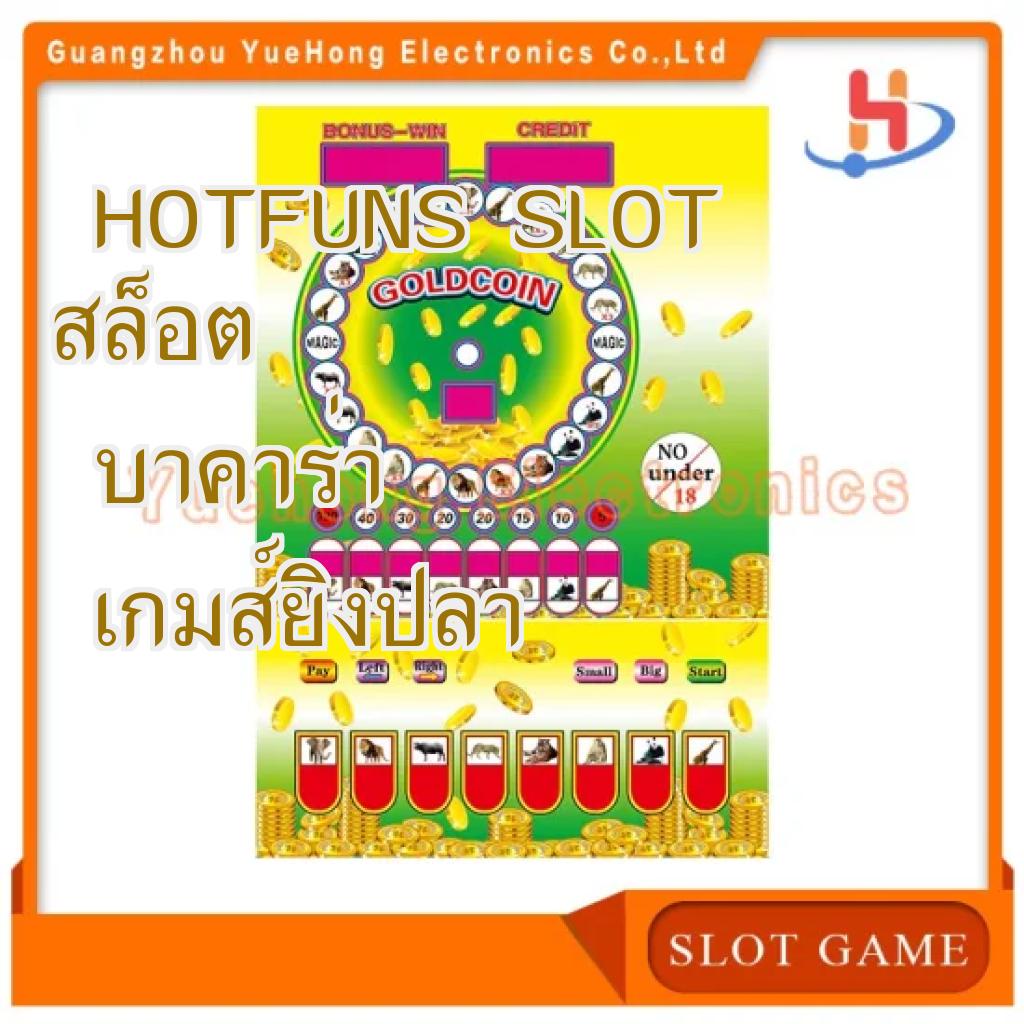 Guangzhou YueHong Electronics Co.,Ltd
BONUS-WIN CREDIT
HOTFUNS SLOT
GOLDCOIN
สล็อต
MAGIC MAGIC
X3
บาคาร่า
NO
under
18
40 30 20 20 15 10 5
เกมส์ยิงปลา
Pay Left Right Small Big Start
SLOT GAME